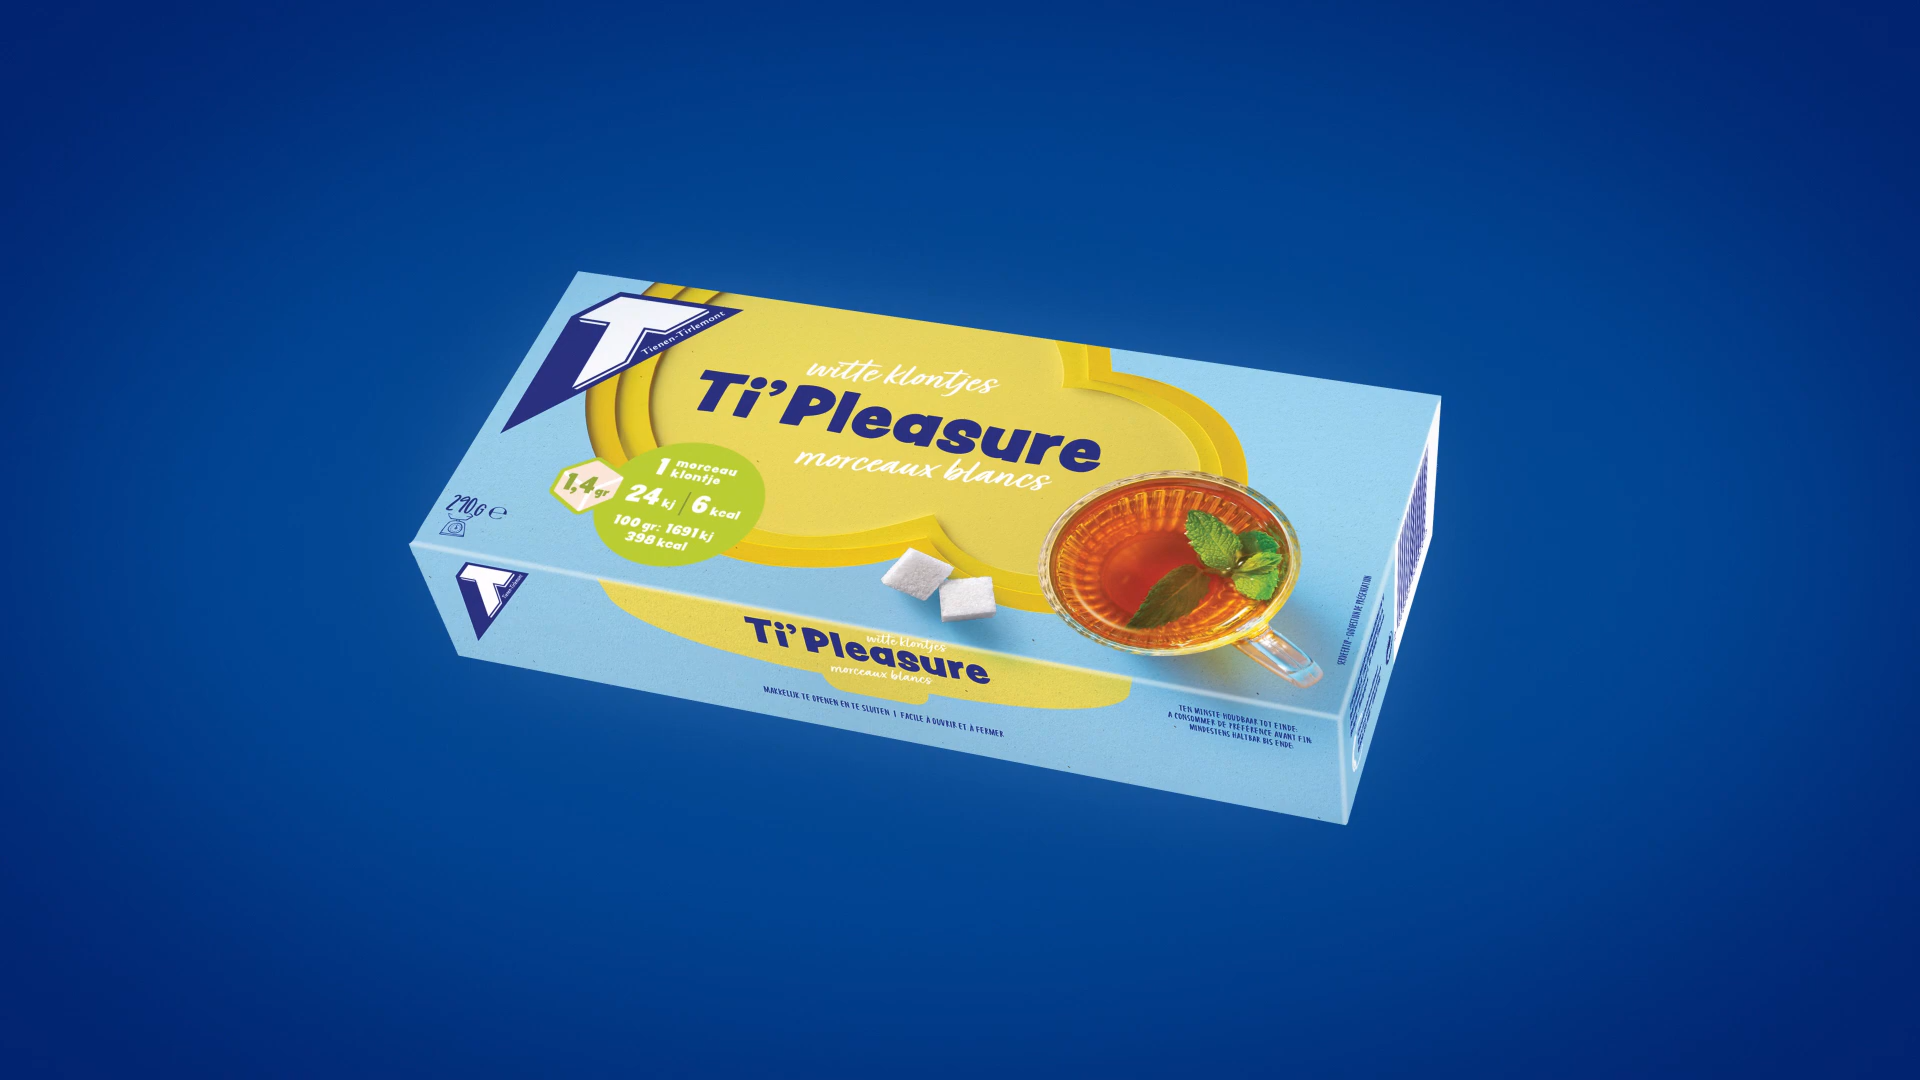 T
Tienen-Tirlemont
witte klontjes
Ti'Pleasure
morceaux blancs
1 morceau
klontje
1,4gr
24 kj / 6 kcal
100 gr: 1691 kj
398 kcal
290 G e
T
Tienen-Tirlemont
witte klontjes
Ti'Pleasure
morceaux blancs
MAKKELIJK TE OPENEN EN TE SLUITEN | FACILE À OUVRIR ET À FERMER
TEN MINSTE HOUDBAAR TOT EINDE:
A CONSOMMER DE PRÉFÉRENCE AVANT FIN
MINDESTENS HALTBAR BIS ENDE: